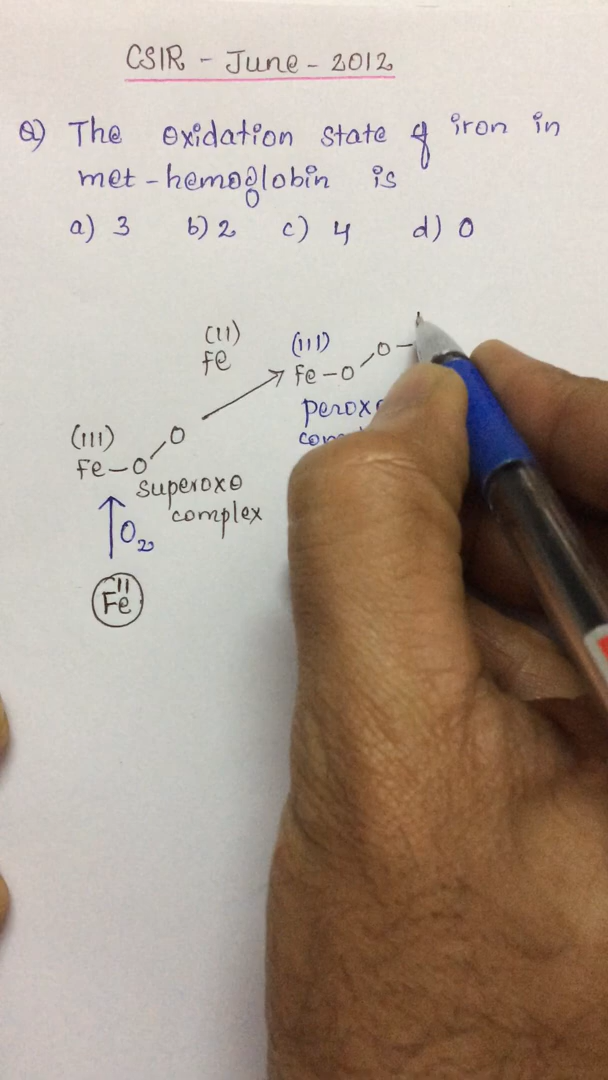 CSIR - June - 2012
Q) The oxidation state of iron in
met-hemoglobin is
a) 3 b) 2 c) 4 d) 0
(II)
Fe
(III)
Fe-O
O-
(III)
Fe-O
O
superoxo
complex
O2
II
Fe